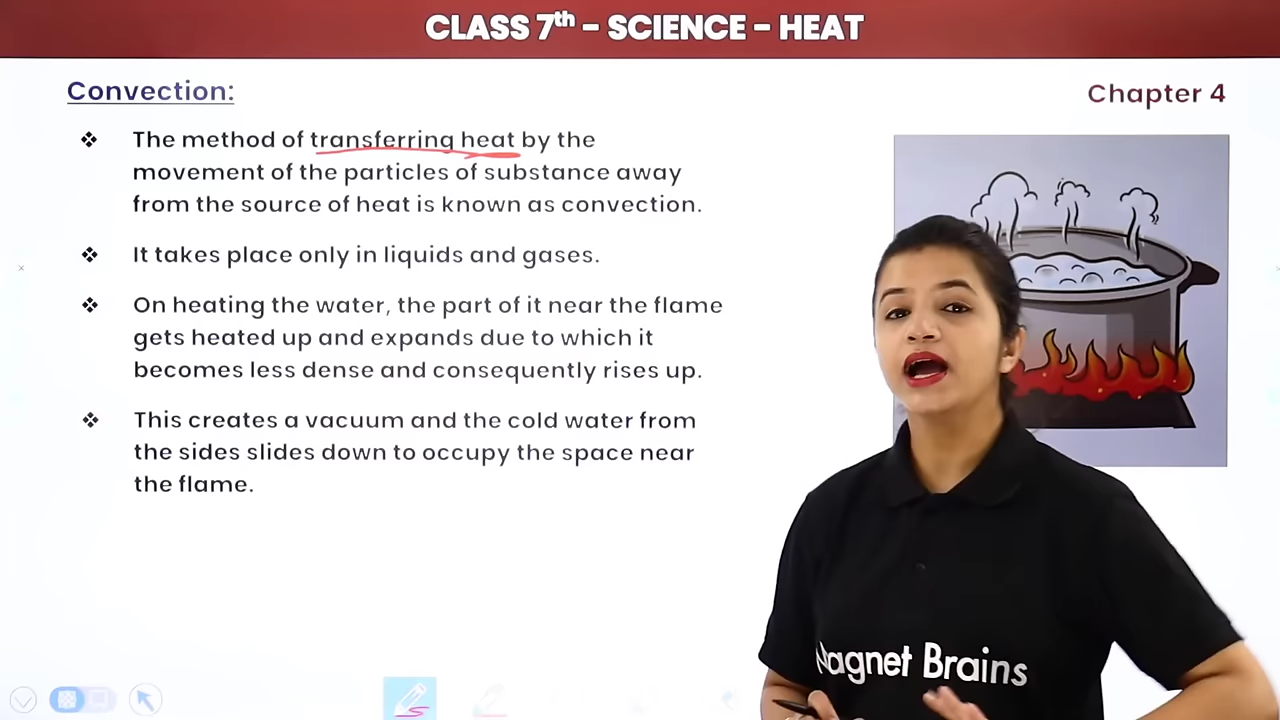 CLASS 7th - SCIENCE - HEAT
Convection:
Chapter 4
❖ The method of transferring heat by the
movement of the particles of substance away
from the source of heat is known as convection.
❖ It takes place only in liquids and gases.
❖ On heating the water, the part of it near the flame
gets heated up and expands due to which it
becomes less dense and consequently rises up.
❖ This creates a vacuum and the cold water from
the sides slides down to occupy the space near
the flame.
Magnet Brains